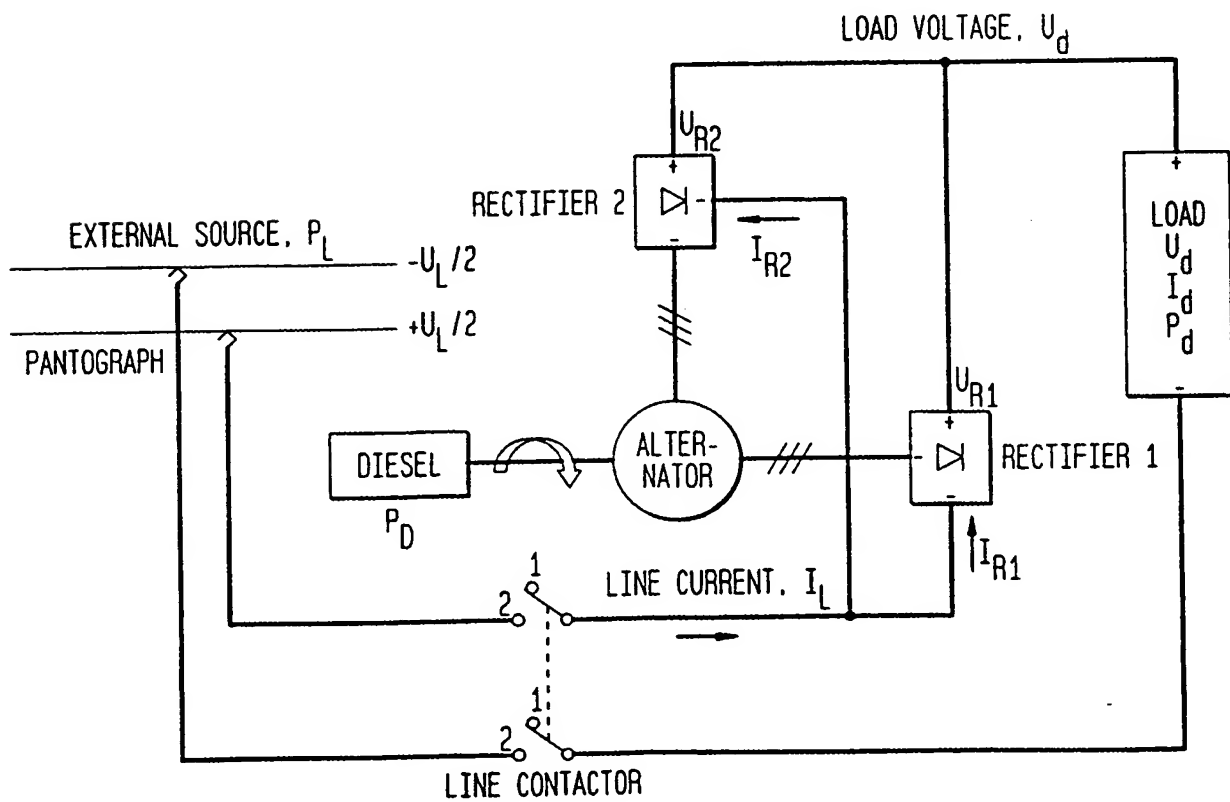 LOAD VOLTAGE, U_d
U_R2
+
RECTIFIER 2
-
-
I_R2
+
LOAD
U_d
I_d
P_d
-
EXTERNAL SOURCE, P_L
-U_L/2
+U_L/2
PANTOGRAPH
U_R1
+
DIESEL
P_D
ALTER-
NATOR
-
-
RECTIFIER 1
I_R1
1
2
LINE CURRENT, I_L
1
2
LINE CONTACTOR